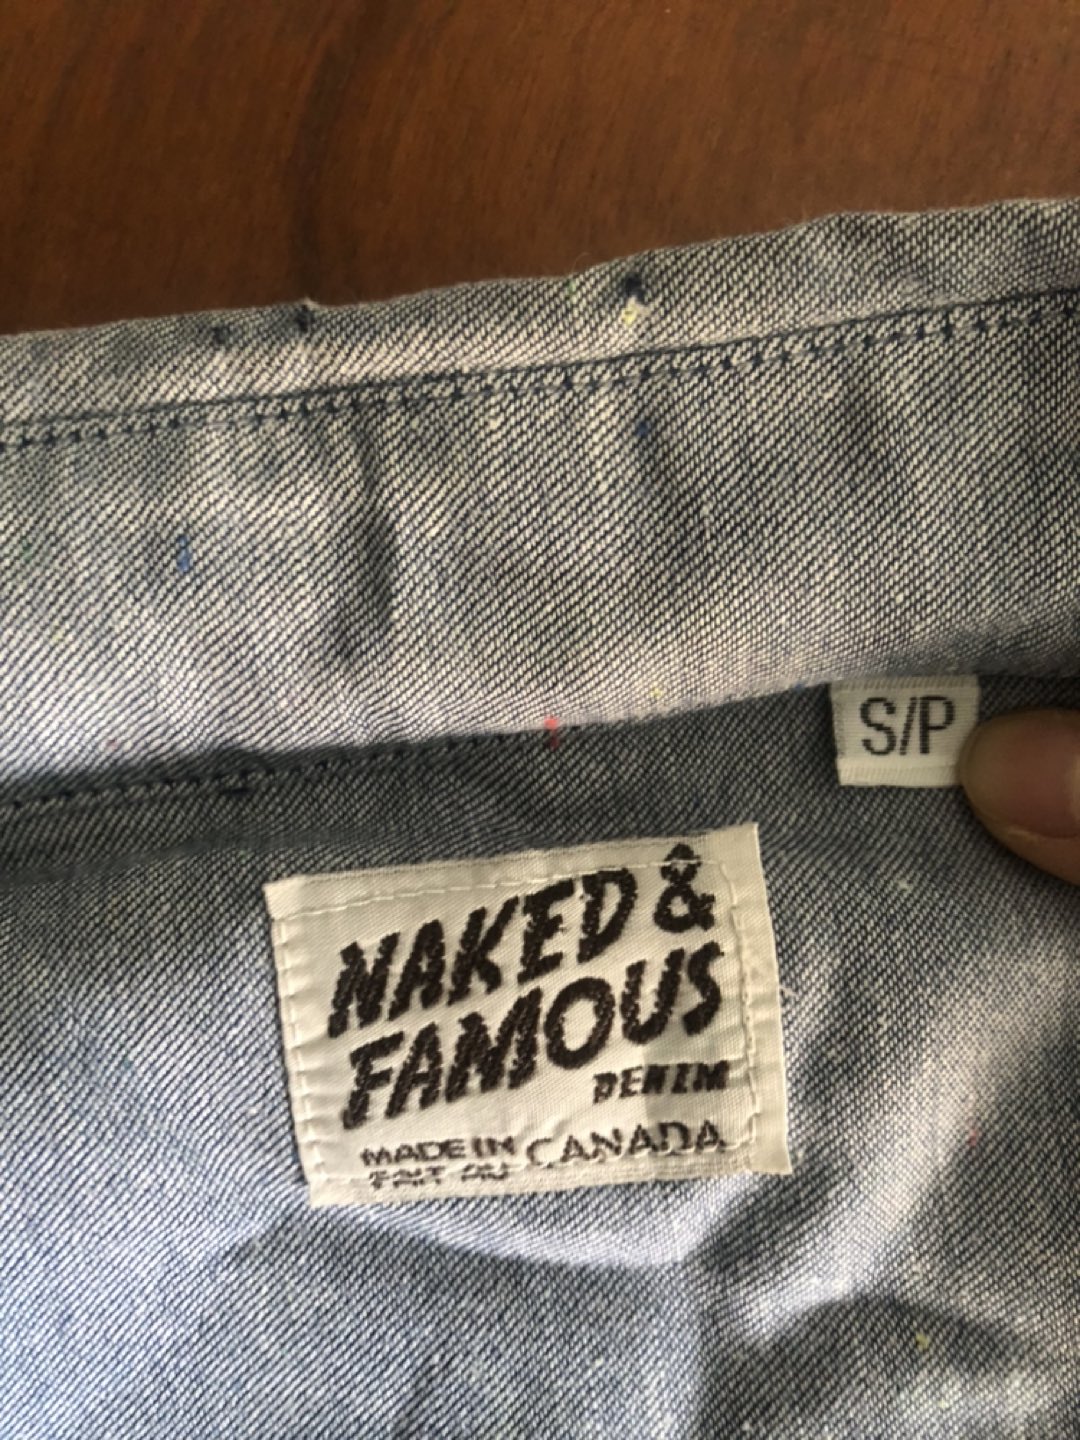 S/P
NAKED &
FAMOUS
DENIM
MADE IN CANADA
FAIT AU